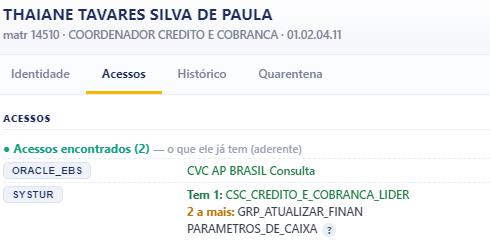 THAIANE TAVARES SILVA DE PAULA
matr 14510 · COORDENADOR CREDITO E COBRANCA · 01.02.04.11
Identidade Acessos Histórico Quarentena
ACESSOS
• Acessos encontrados (2) — o que ele já tem (aderente)
ORACLE_EBS CVC AP BRASIL Consulta
SYSTUR Tem 1: CSC_CREDITO_E_COBRANCA_LIDER
2 a mais: GRP_ATUALIZAR_FINAN
PARAMETROS_DE_CAIXA ?